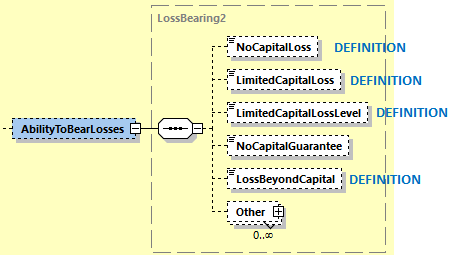 LossBearing2
NoCapitalLoss DEFINITION
LimitedCapitalLoss DEFINITION
LimitedCapitalLossLevel DEFINITION
AbilityToBearLosses
NoCapitalGuarantee
LossBeyondCapital DEFINITION
Other
0..∞